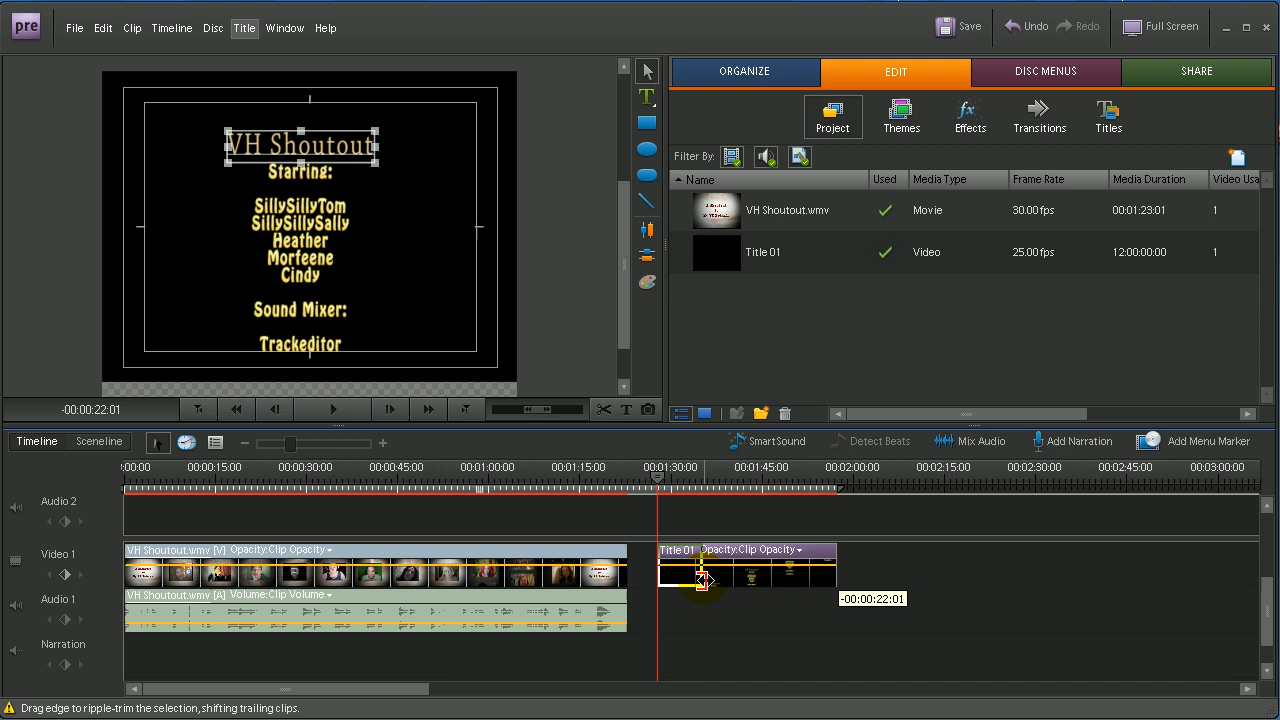 pre File Edit Clip Timeline Disc Title Window Help Save Undo Redo Full Screen
VH Shoutout
Starring:
SillySillyTom
SillySillySally
Heather
Morfeene
Cindy
Sound Mixer:
Trackeditor
T
-00:00:22:01
T
ORGANIZE EDIT DISC MENUS SHARE
Project Themes Effects Transitions Titles
Filter By:
Name Used Media Type Frame Rate Media Duration Video Usa
VH Shoutout.wmv Movie 30.00 fps 00:01:23:01 1
Title 01 Video 25.00 fps 12:00:00:00 1
Timeline Sceneline SmartSound Detect Beats Mix Audio Add Narration Add Menu Marker
:00:00 00:00:15:00 00:00:30:00 00:00:45:00 00:01:00:00 00:01:15:00 00:01:30:00 00:01:45:00 00:02:00:00 00:02:15:00 00:02:30:00 00:02:45:00 00:03:00:00
Audio 2
Video 1
VH Shoutout.wmv [V] Opacity:Clip Opacity
Title 01 Opacity:Clip Opacity
Audio 1
VH Shoutout.wmv [A] Volume:Clip Volume
-00:00:22:01
Narration
Drag edge to ripple-trim the selection, shifting trailing clips.